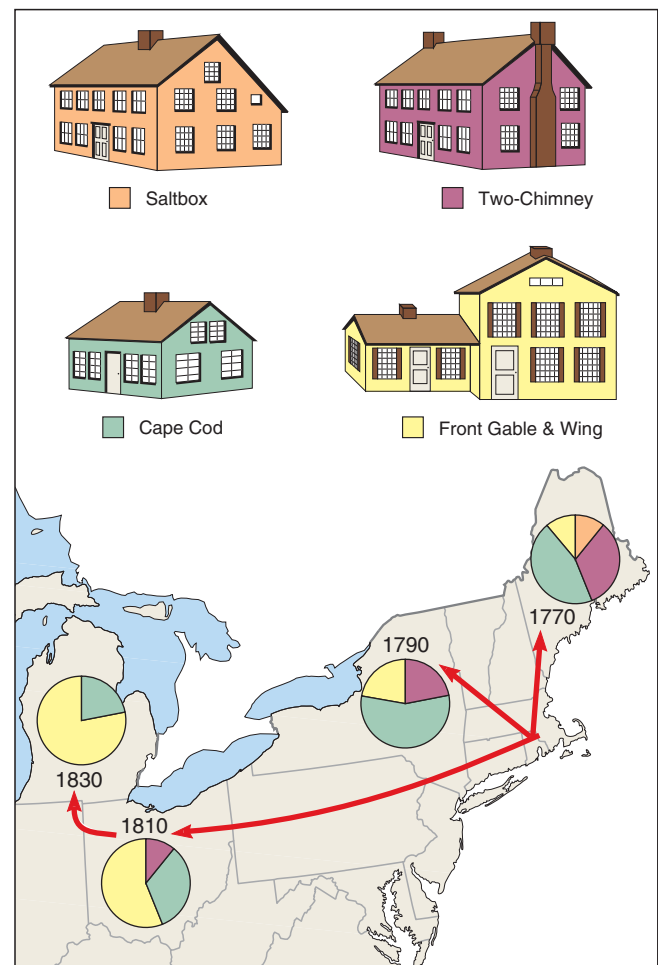 Saltbox
Two-Chimney
Cape Cod
Front Gable & Wing
1770
1790
1830
1810